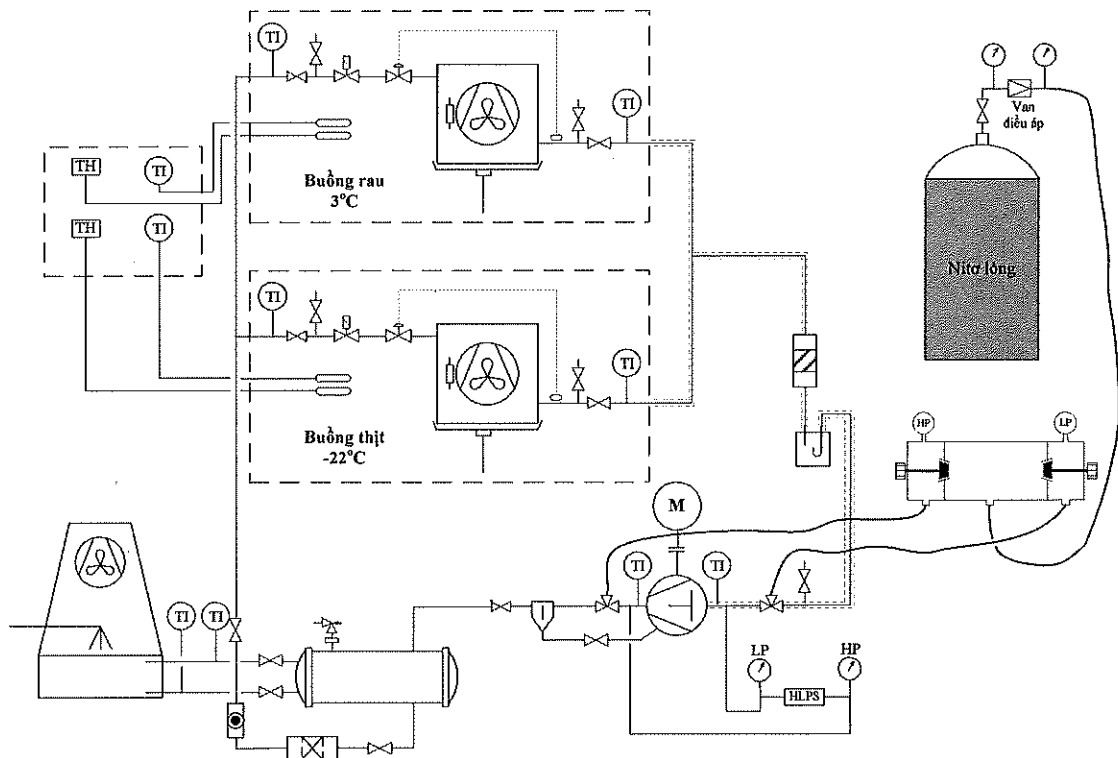 TI
TI
Van
điều áp
TH
TI
Buồng rau
3°C
TH
TI
Nitơ lỏng
TI
TI
Buồng thịt
-22°C
HP
LP
M
TI
TI
TI
TI
LP
HP
HLPS